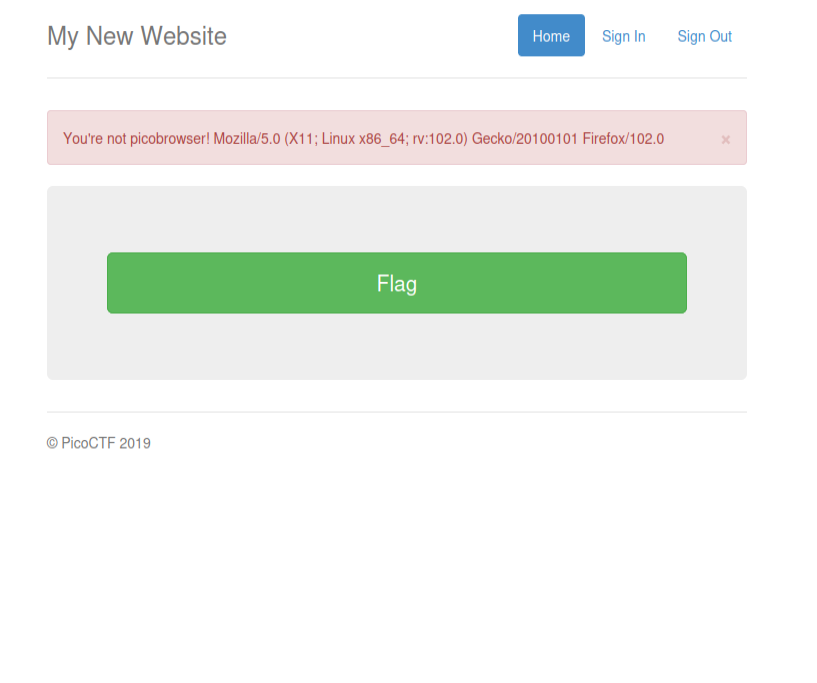 My New Website
Home Sign In Sign Out
You're not picobrowser! Mozilla/5.0 (X11; Linux x86_64; rv:102.0) Gecko/20100101 Firefox/102.0 ×
Flag
© PicoCTF 2019